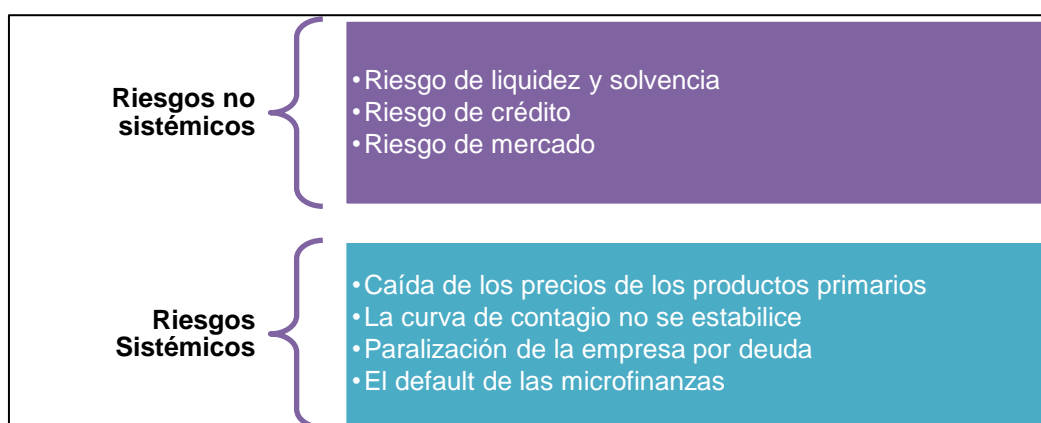 Riesgos no
sistémicos
•Riesgo de liquidez y solvencia
•Riesgo de crédito
•Riesgo de mercado
Riesgos
Sistémicos
•Caída de los precios de los productos primarios
•La curva de contagio no se estabilice
•Paralización de la empresa por deuda
•El default de las microfinanzas